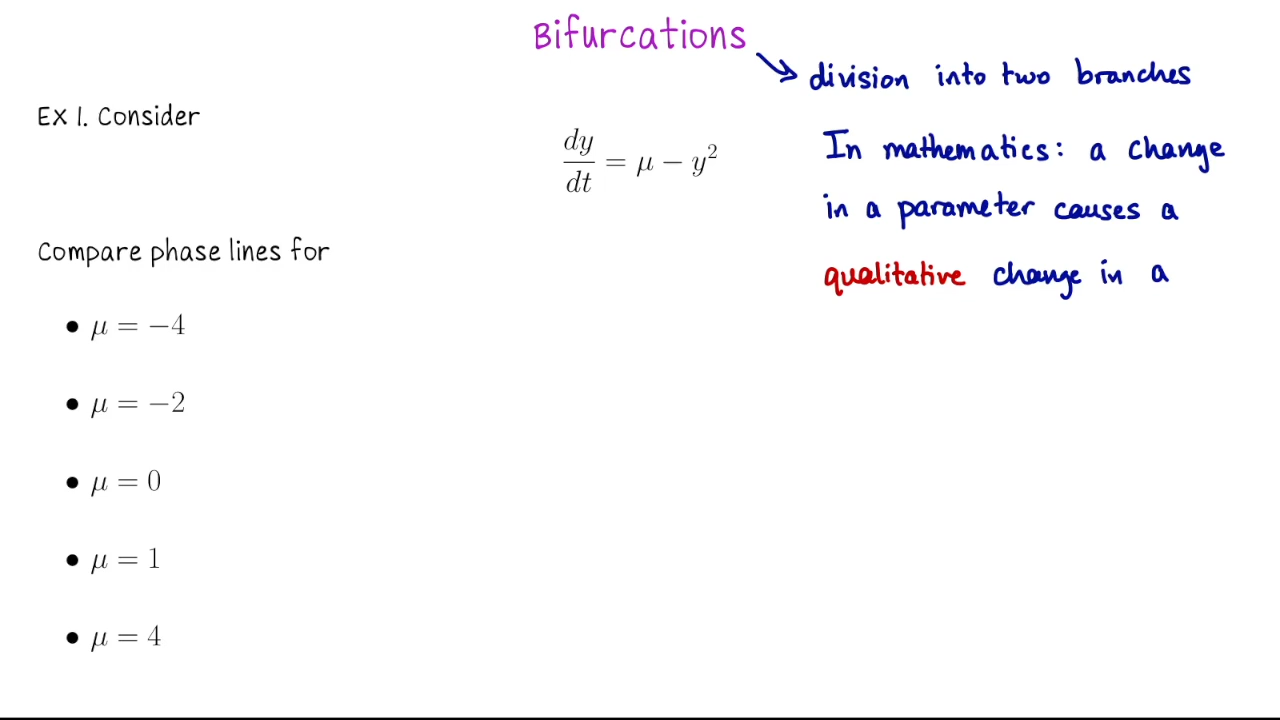 Bifurcations
division into two branches
Ex 1. Consider
dy/dt = μ − y²
In mathematics: a change
in a parameter causes a
qualitative change in a
Compare phase lines for
• μ = −4
• μ = −2
• μ = 0
• μ = 1
• μ = 4